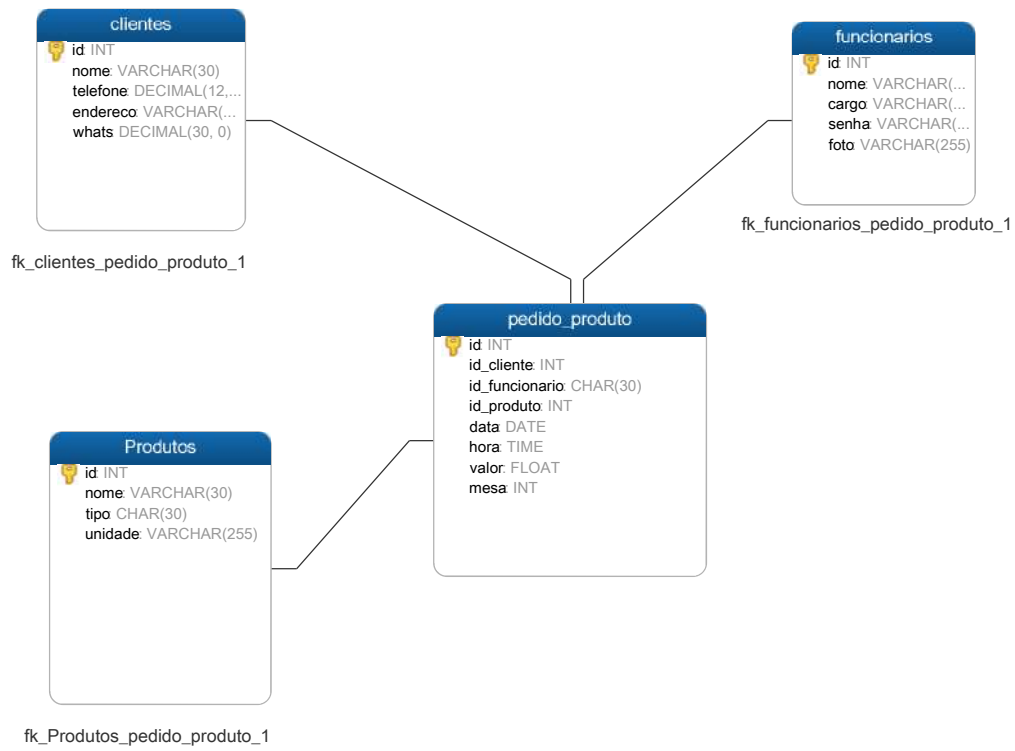 clientes
id: INT
nome: VARCHAR(30)
telefone: DECIMAL(12,...
endereco: VARCHAR(...
whats: DECIMAL(30, 0)
fk_clientes_pedido_produto_1
funcionarios
id: INT
nome: VARCHAR(...
cargo: VARCHAR(...
senha: VARCHAR(...
foto: VARCHAR(255)
fk_funcionarios_pedido_produto_1
pedido_produto
id: INT
id_cliente: INT
id_funcionario: CHAR(30)
id_produto: INT
data: DATE
hora: TIME
valor: FLOAT
mesa: INT
Produtos
id: INT
nome: VARCHAR(30)
tipo: CHAR(30)
unidade: VARCHAR(255)
fk_Produtos_pedido_produto_1